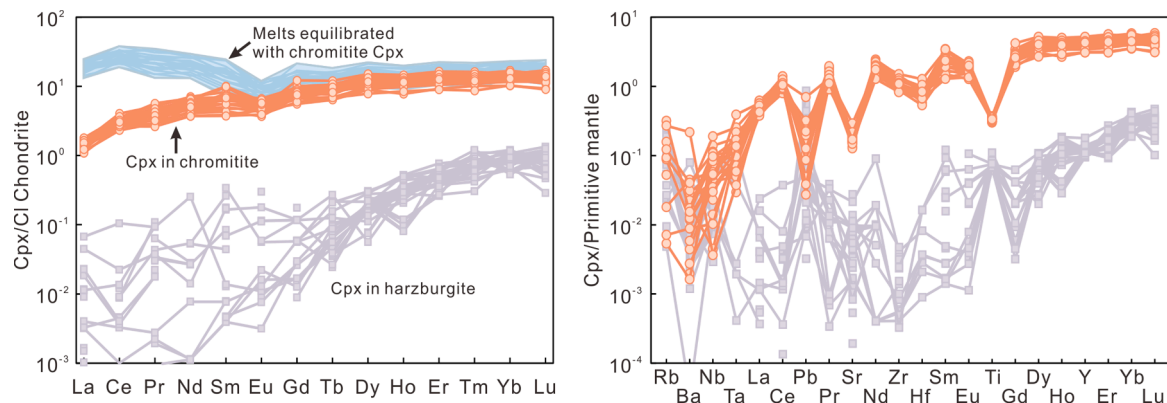 10²
10¹
10⁰
10⁻¹
10⁻²
10⁻³
Cpx/CI Chondrite
Melts equilibrated
with chromitite Cpx
Cpx in chromitite
Cpx in harzburgite
La Ce Pr Nd Sm Eu Gd Tb Dy Ho Er Tm Yb Lu
10¹
10⁰
10⁻¹
10⁻²
10⁻³
10⁻⁴
Cpx/Primitive mantle
Rb Nb La Pb Sr Zr Sm Ti Dy Y Yb
Ba Ta Ce Pr Nd Hf Eu Gd Ho Er Lu